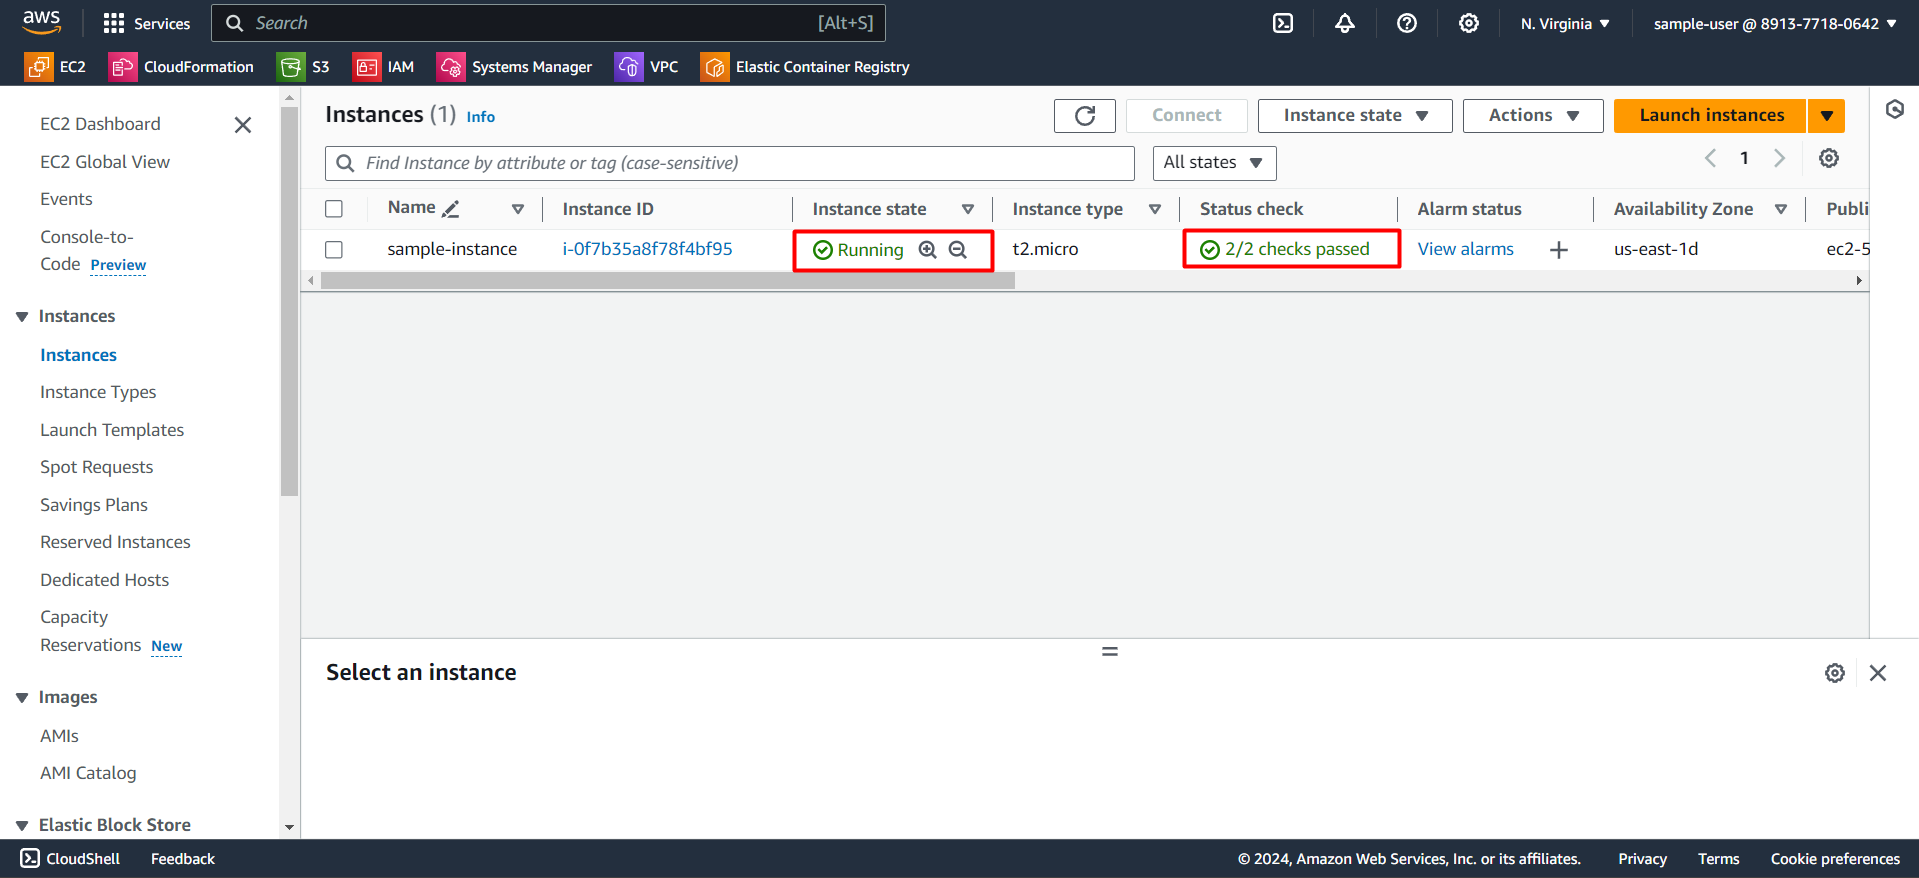 aws Services Search [Alt+S] N. Virginia sample-user @ 8913-7718-0642
EC2 CloudFormation S3 IAM Systems Manager VPC Elastic Container Registry
EC2 Dashboard
EC2 Global View
Events
Console-to-
Code Preview
Instances
Instances
Instance Types
Launch Templates
Spot Requests
Savings Plans
Reserved Instances
Dedicated Hosts
Capacity
Reservations New
Images
AMIs
AMI Catalog
Elastic Block Store
Instances (1) Info Connect Instance state Actions Launch instances
Find Instance by attribute or tag (case-sensitive) All states 1
Name Instance ID Instance state Instance type Status check Alarm status Availability Zone Publi
sample-instance i-0f7b35a8f78f4bf95 Running t2.micro 2/2 checks passed View alarms us-east-1d ec2-5
Select an instance
CloudShell Feedback © 2024, Amazon Web Services, Inc. or its affiliates. Privacy Terms Cookie preferences